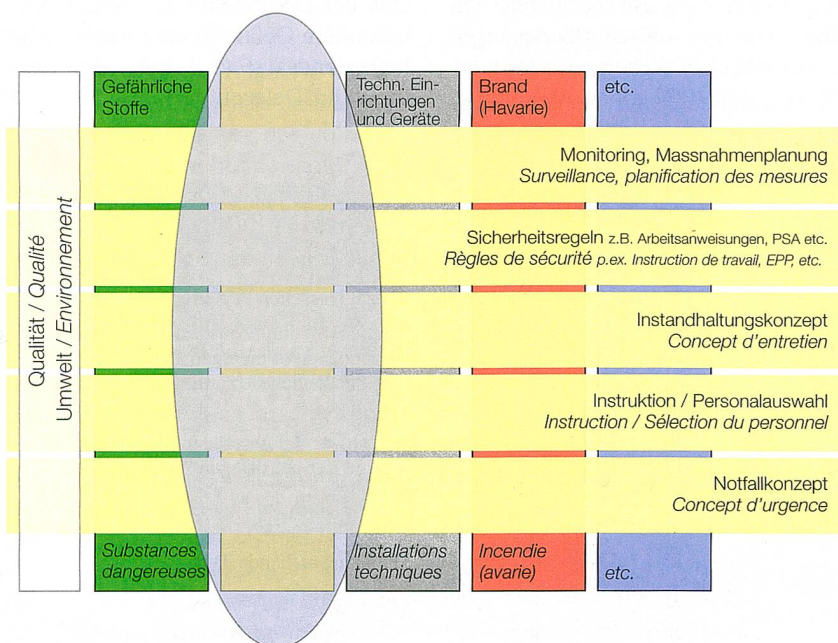 Gefährliche
Stoffe
Techn. Ein-
richtungen
und Geräte
Brand
(Havarie)
etc.
Monitoring, Massnahmenplanung
Surveillance, planification des mesures
Sicherheitsregeln z.B. Arbeitsanweisungen, PSA etc.
Règles de sécurité p.ex. Instruction de travail, EPP, etc.
Instandhaltungskonzept
Concept d'entretien
Instruktion / Personalauswahl
Instruction / Sélection du personnel
Notfallkonzept
Concept d'urgence
Qualität / Qualité
Umwelt / Environnement
Substances
dangereuses
Installations
techniques
Incendie
(avarie)
etc.